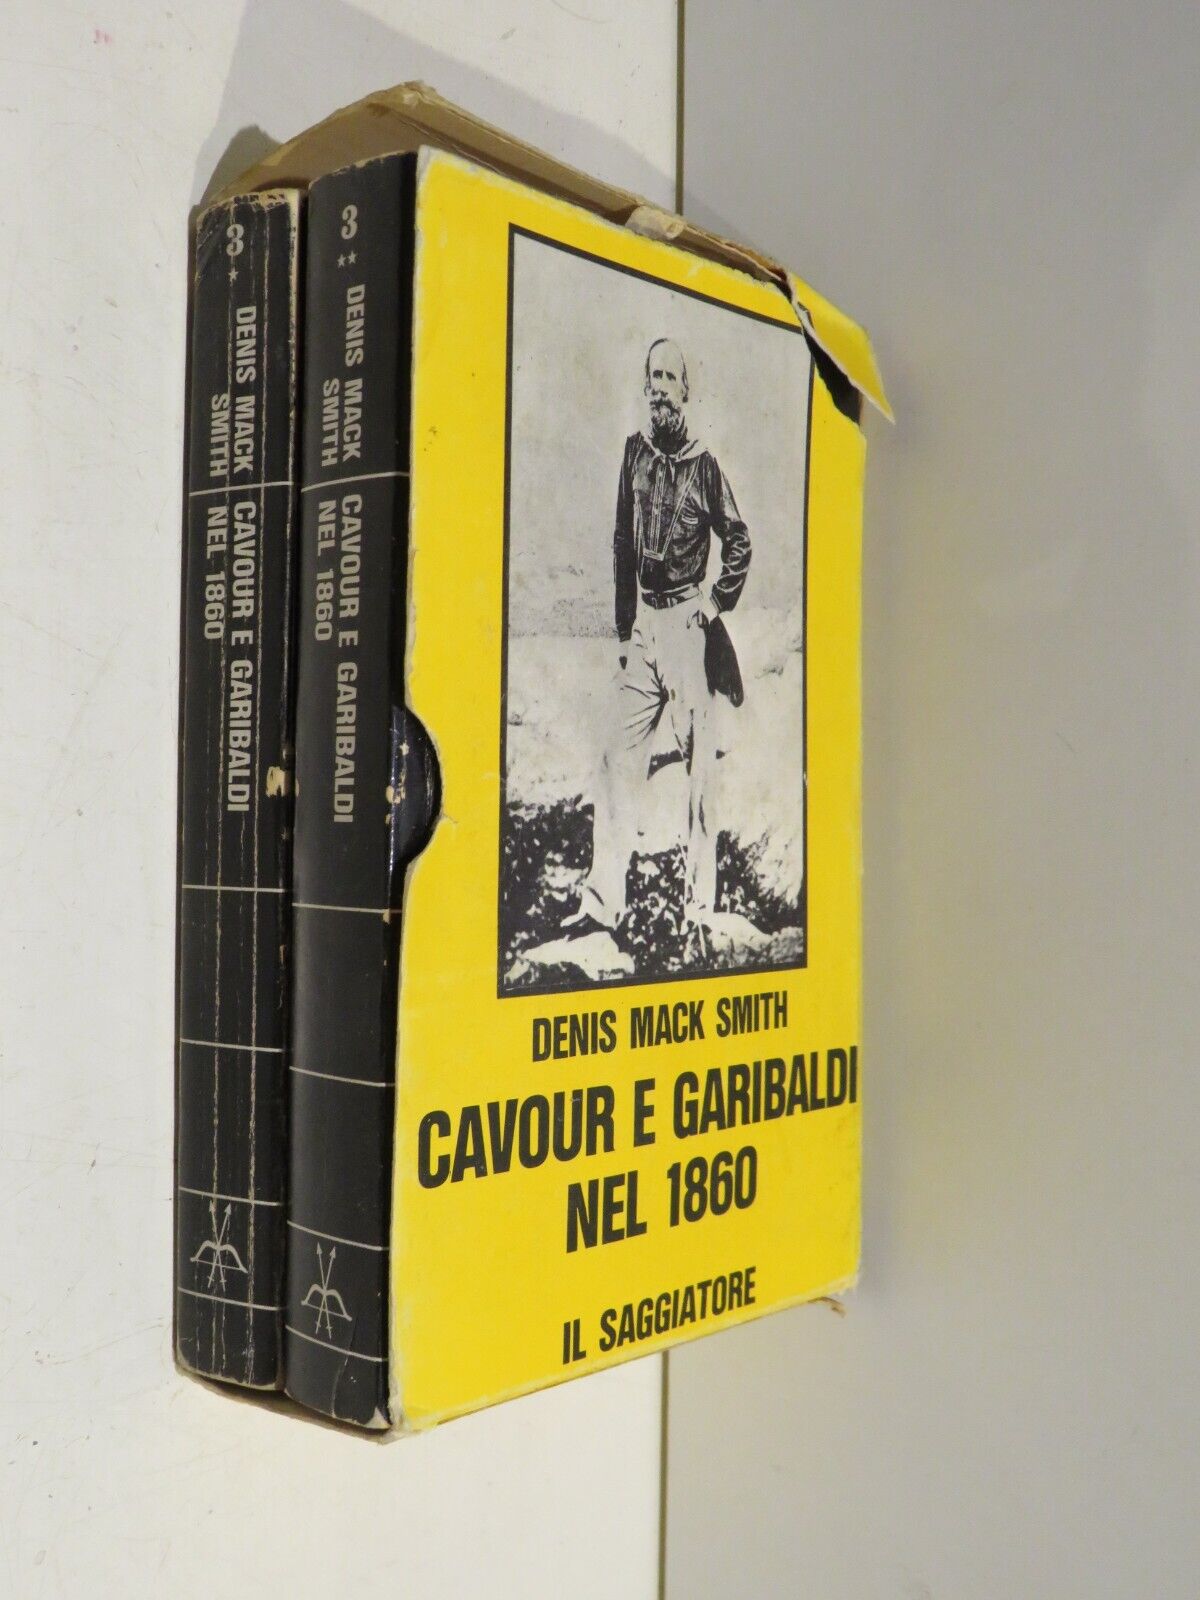 3
*
DENIS MACK
SMITH
CAVOUR E GARIBALDI
NEL 1860
3
**
DENIS MACK
SMITH
CAVOUR E GARIBALDI
NEL 1860
DENIS MACK SMITH
CAVOUR E GARIBALDI
NEL 1860
IL SAGGIATORE